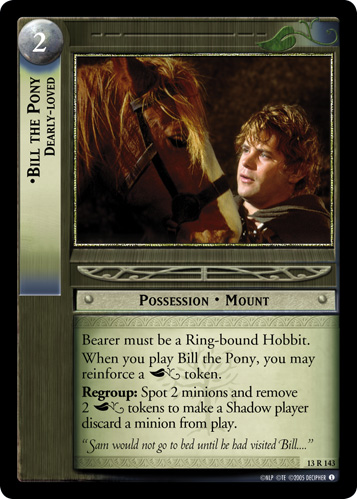 2
•Bill the Pony
Dearly-loved
Possession • Mount
Bearer must be a Ring-bound Hobbit.
When you play Bill the Pony, you may
reinforce a token.
Regroup: Spot 2 minions and remove
2 tokens to make a Shadow player
discard a minion from play.
"Sam would not go to bed until he had visited Bill...."
13 R 143
©NLP ©TE ©2005 DECIPHER